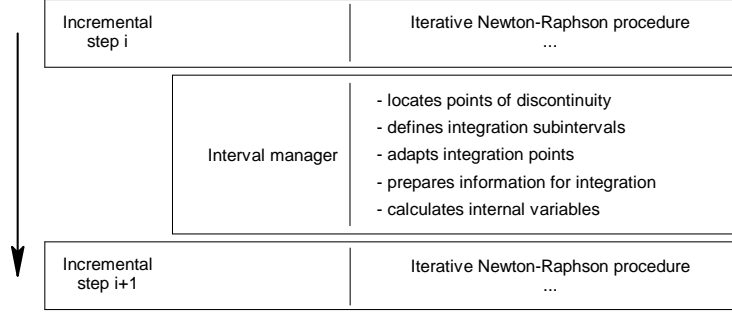 Incremental
step i
Iterative Newton-Raphson procedure
...
Interval manager
- locates points of discontinuity
- defines integration subintervals
- adapts integration points
- prepares information for integration
- calculates internal variables
Incremental
step i+1
Iterative Newton-Raphson procedure
...